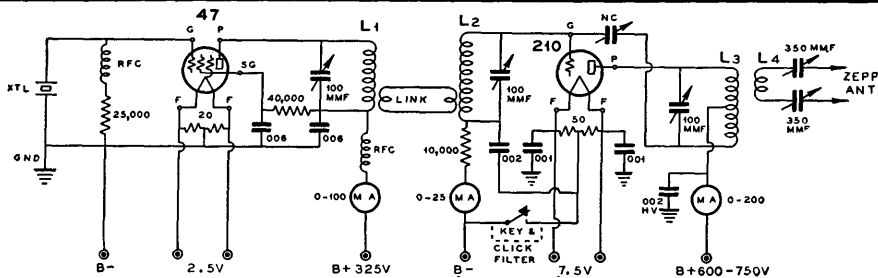 47
G
P
RFC
SG
XTL
25,000
F
F
20
006
40,000
006
100
MMF
L1
LINK
RFC
0-100
MA
GND
B-
2.5V
B+325V
L2
210
G
NC
P
100
MMF
F
F
50
10,000
002
001
001
0-25
MA
KEY &
CLICK
FILTER
B-
7.5V
L3
L4
350 MMF
350
MMF
ZEPP
ANT
100
MMF
002
HV
MA
0-200
B+600-750V